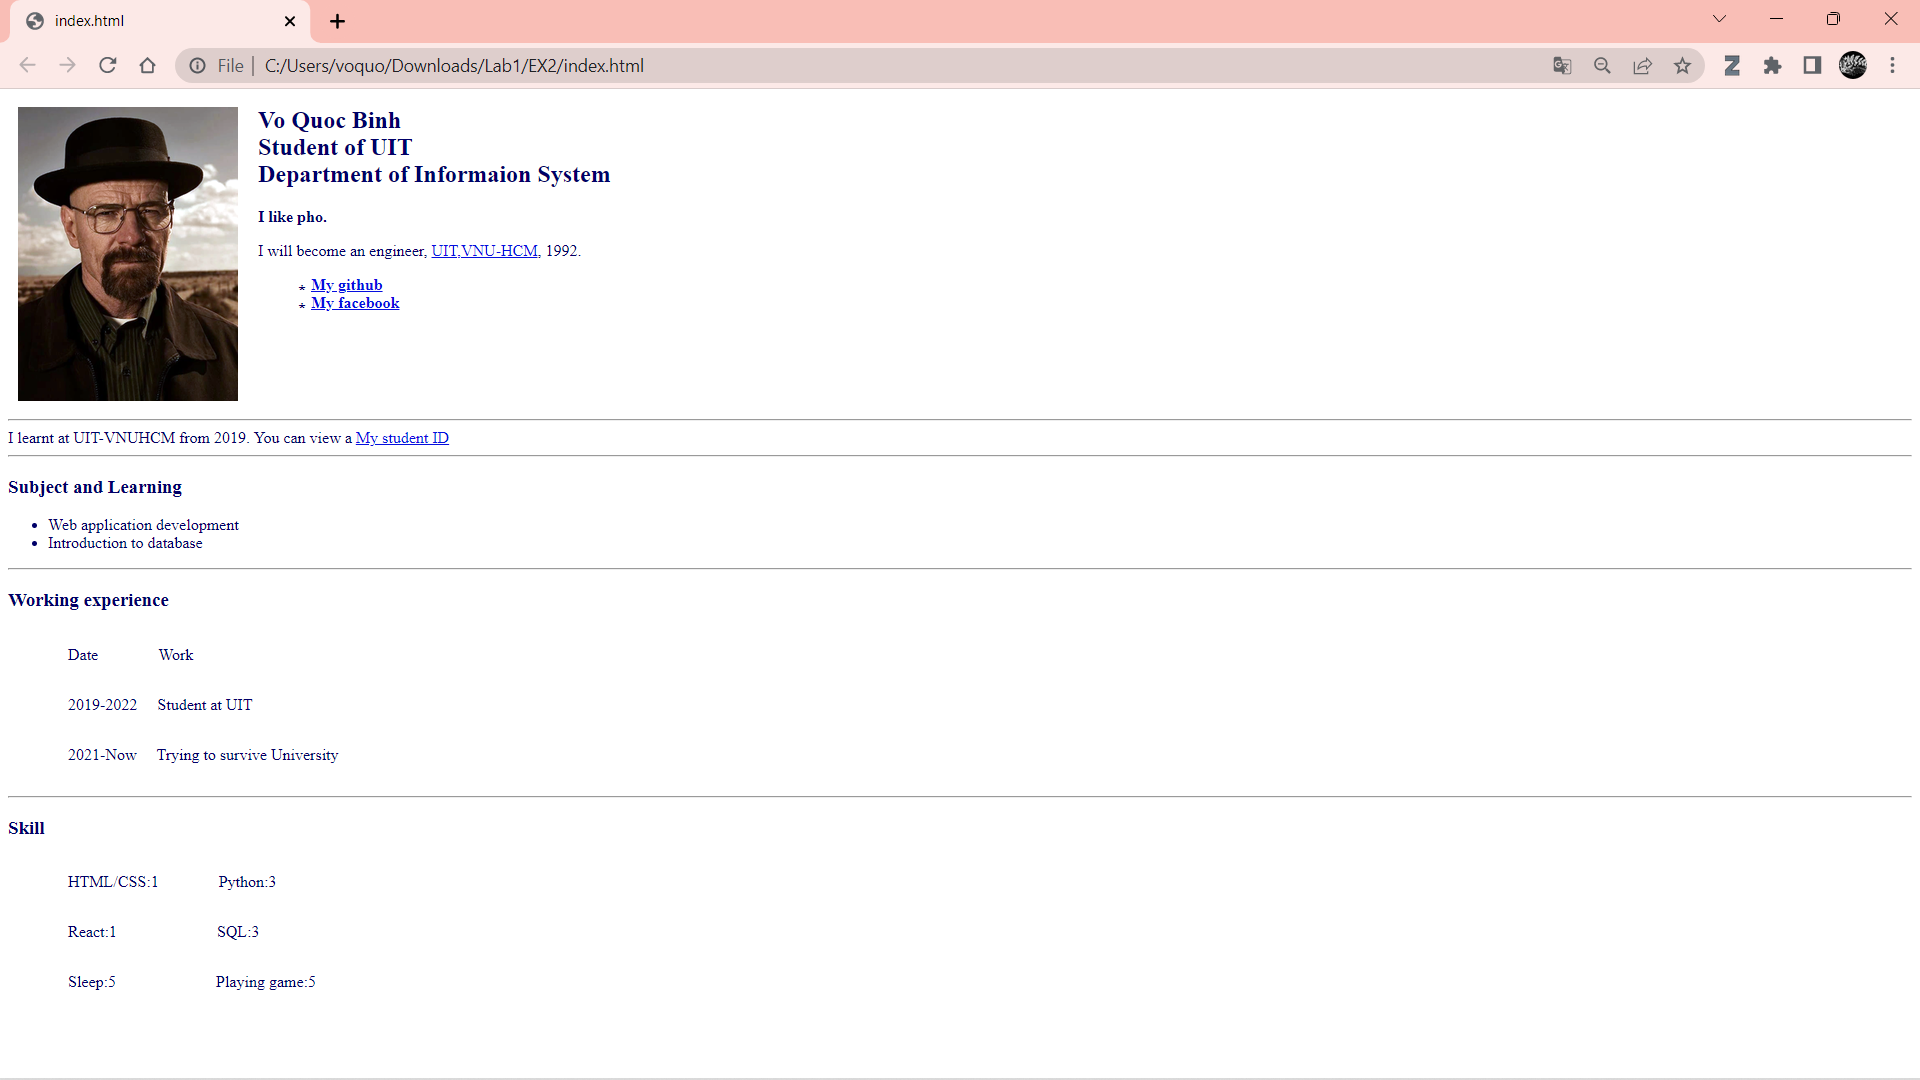 index.html
File | C:/Users/voquo/Downloads/Lab1/EX2/index.html
Vo Quoc Binh
Student of UIT
Department of Informaion System
I like pho.
I will become an engineer, UIT,VNU-HCM, 1992.
* My github
* My facebook
I learnt at UIT-VNUHCM from 2019. You can view a My student ID
Subject and Learning
• Web application development
• Introduction to database
Working experience
Date Work
2019-2022 Student at UIT
2021-Now Trying to survive University
Skill
HTML/CSS:1 Python:3
React:1 SQL:3
Sleep:5 Playing game:5